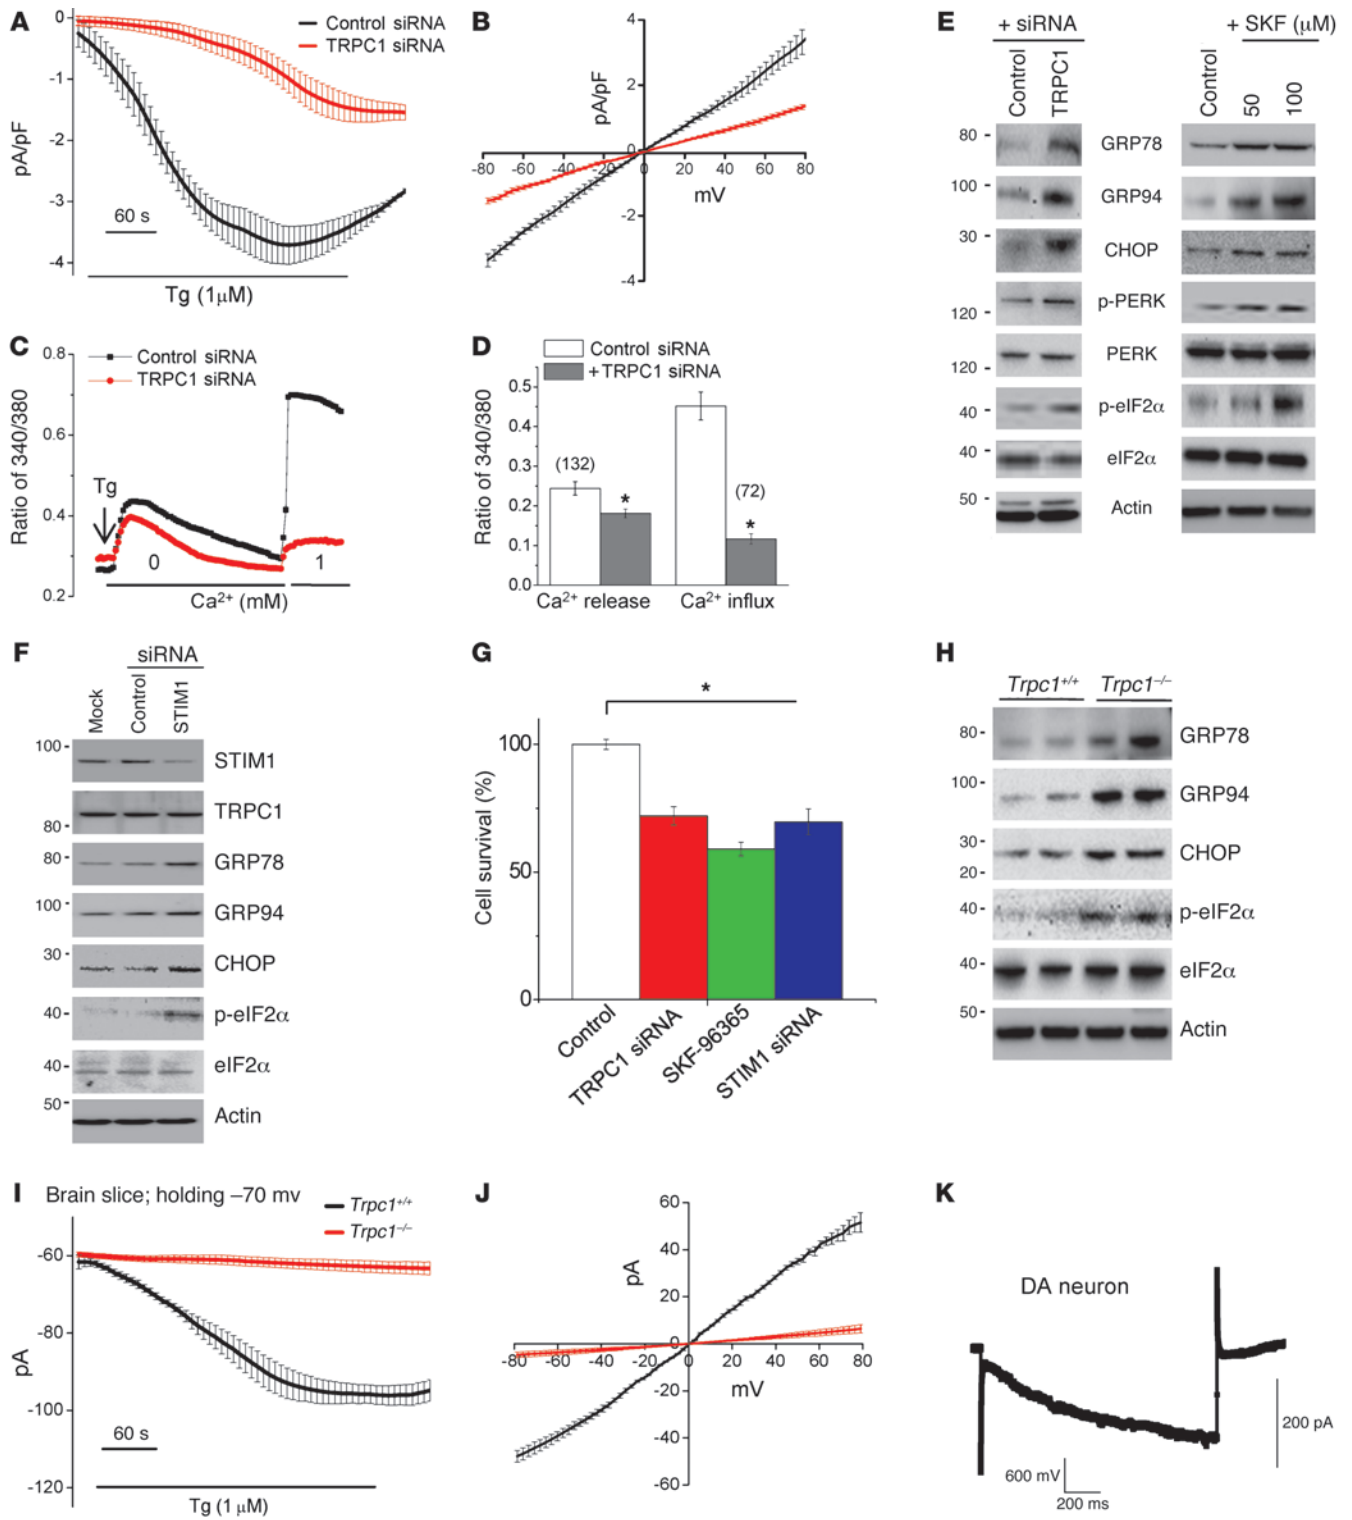 A
Control siRNA
TRPC1 siRNA
0
-1
-2
-3
-4
pA/pF
60 s
Tg (1µM)
B
4
2
0
-2
-4
pA/pF
-80 -60 -40 -20 0 20 40 60 80
mV
C
Control siRNA
TRPC1 siRNA
0.8
0.6
0.4
0.2
Ratio of 340/380
Tg
0
1
Ca²⁺ (mM)
D
Control siRNA
+TRPC1 siRNA
0.5
0.4
0.3
0.2
0.1
0.0
Ratio of 340/380
(132)
*
(72)
*
Ca²⁺ release
Ca²⁺ influx
E
+ siRNA
+ SKF (µM)
Control
TRPC1
Control
50
100
80
GRP78
100
GRP94
30
CHOP
120
p-PERK
120
PERK
40
p-eIF2α
40
eIF2α
50
Actin
F
siRNA
Mock
Control
STIM1
100
STIM1
80
TRPC1
80
GRP78
100
GRP94
30
CHOP
40
p-eIF2α
40
eIF2α
50
Actin
G
*
100
50
0
Cell survival (%)
Control
TRPC1 siRNA
SKF-96365
STIM1 siRNA
H
Trpc1⁺/⁺
Trpc1⁻/⁻
80
GRP78
100
GRP94
30
20
CHOP
40
p-eIF2α
40
eIF2α
50
Actin
I
Brain slice; holding –70 mv
Trpc1⁺/⁺
Trpc1⁻/⁻
-60
-80
-100
-120
pA
60 s
Tg (1 µM)
J
60
40
20
0
-20
-40
-60
pA
-80 -60 -40 -20 0 20 40 60 80
mV
K
DA neuron
200 pA
600 mV
200 ms